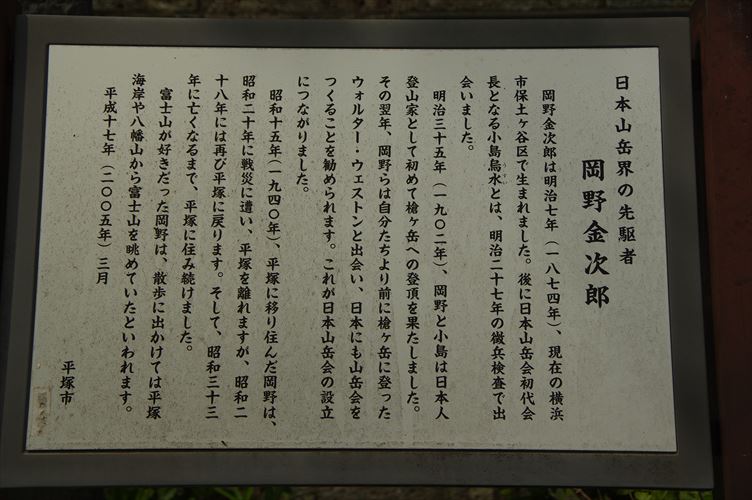 日本山岳界の先駆者
岡野金次郎
岡野金次郎は明治七年（一八七四年）、現在の横浜
市保土ヶ谷区で生まれました。後に日本山岳会初代会
長となる小島烏水とは、明治二十七年の徴兵検査で出
会いました。
明治三十五年（一九〇二年）、岡野と小島は日本人
登山家として初めて槍ヶ岳への登頂を果たしました。
その翌年、岡野らは自分たちより前に槍ヶ岳に登った
ウォルター・ウェストンと出会い、日本にも山岳会を
つくることを勧められます。これが日本山岳会の設立
につながりました。
昭和十五年（一九四〇年）、平塚に移り住んだ岡野は、
昭和二十年に戦災に遭い、平塚を離れますが、昭和二
十八年には再び平塚に戻ります。そして、昭和三十三
年に亡くなるまで、平塚に住み続けました。
富士山が好きだった岡野は、散歩に出かけては平塚
海岸や八幡山から富士山を眺めていたといわれます。
平成十七年（二〇〇五年）三月
平塚市